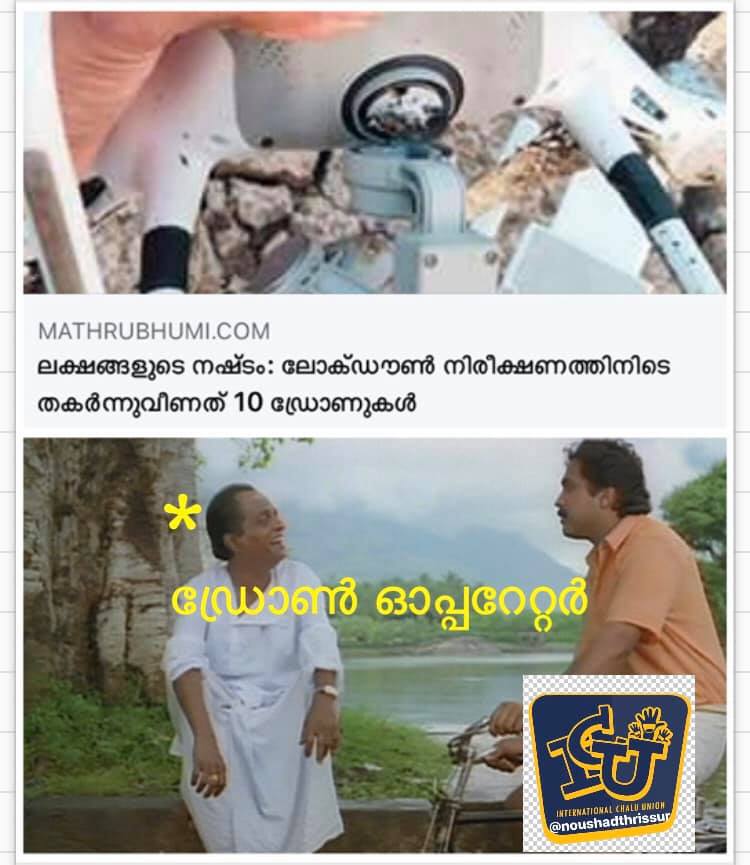 MATHRUBHUMI.COM
ലക്ഷങ്ങളുടെ നഷ്ടം: ലോക്ഡൗൺ നിരീക്ഷണത്തിനിടെ
തകർന്നുവീണത് 10 ഡ്രോണുകൾ
*
ഡ്രോൺ ഓപ്പറേറ്റർ
ICU
INTERNATIONAL CHALU UNION
@noushadthrissur